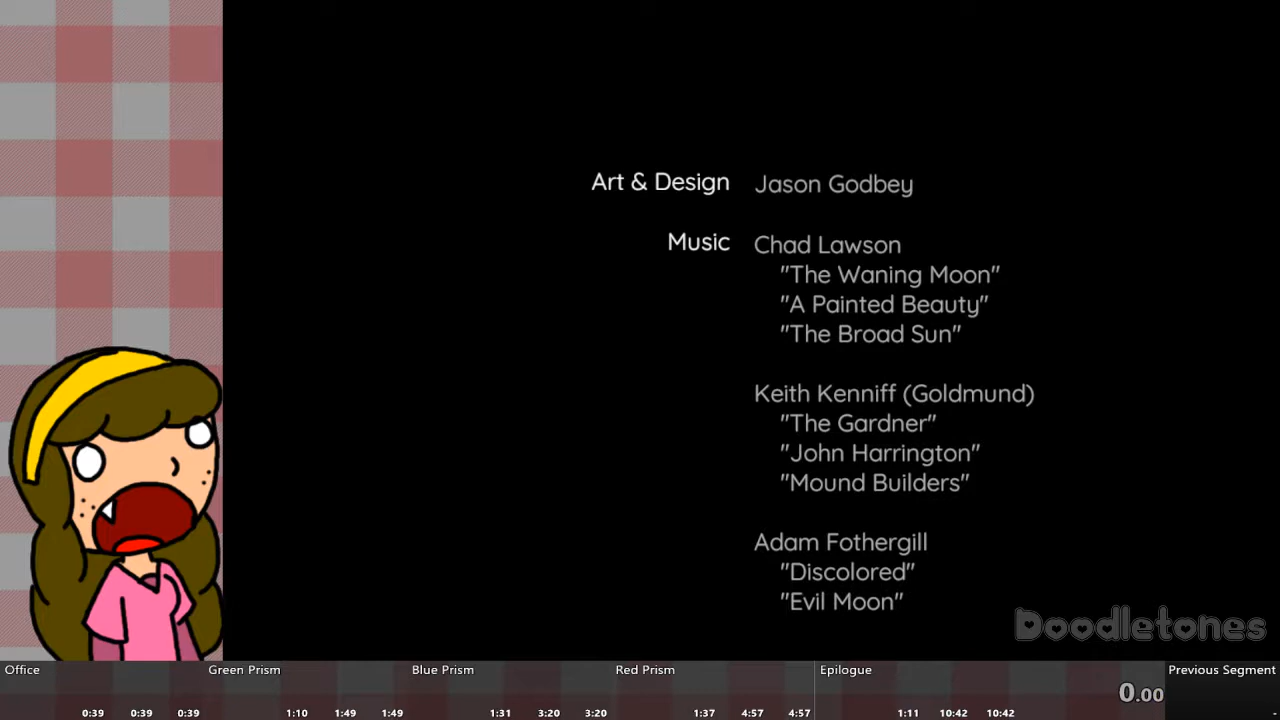 Art & Design Jason Godbey
Music Chad Lawson
"The Waning Moon"
"A Painted Beauty"
"The Broad Sun"
Keith Kenniff (Goldmund)
"The Gardner"
"John Harrington"
"Mound Builders"
Adam Fothergill
"Discolored"
"Evil Moon"
Doodletones
Office Green Prism Blue Prism Red Prism Epilogue Previous Segment
0.00
0:39 0:39 0:39 1:10 1:49 1:49 1:31 3:20 3:20 1:37 4:57 4:57 1:11 10:42 10:42 -